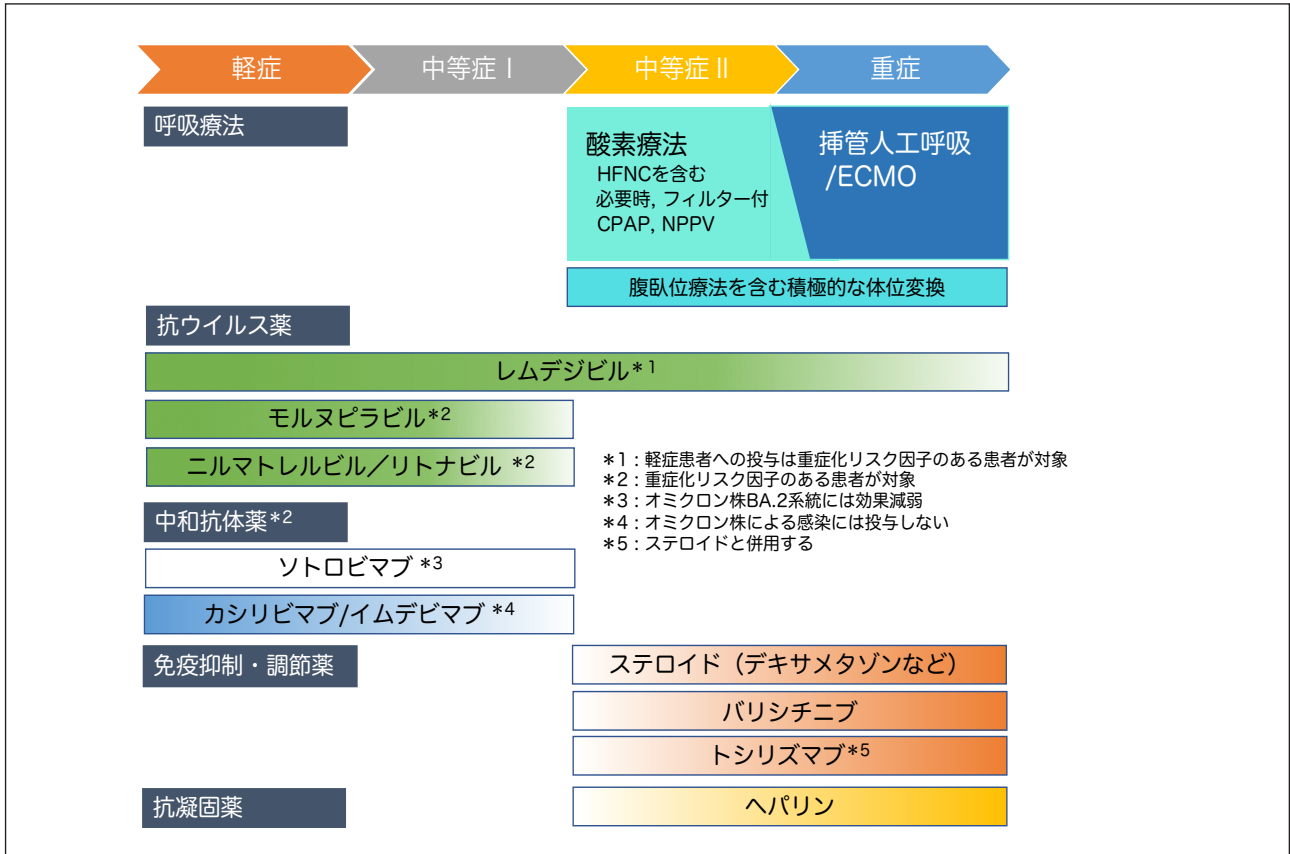 軽症
中等症Ⅰ
中等症Ⅱ
重症
呼吸療法
酸素療法
HFNCを含む
必要時, フィルター付
CPAP, NPPV
挿管人工呼吸
/ECMO
腹臥位療法を含む積極的な体位変換
抗ウイルス薬
レムデジビル*1
モルヌピラビル*2
ニルマトレルビル／リトナビル *2
*1：軽症患者への投与は重症化リスク因子のある患者が対象
*2：重症化リスク因子のある患者が対象
*3：オミクロン株BA.2系統には効果減弱
*4：オミクロン株による感染には投与しない
*5：ステロイドと併用する
中和抗体薬*2
ソトロビマブ *3
カシリビマブ/イムデビマブ *4
免疫抑制・調節薬
ステロイド（デキサメタゾンなど）
バリシチニブ
トシリズマブ*5
抗凝固薬
ヘパリン